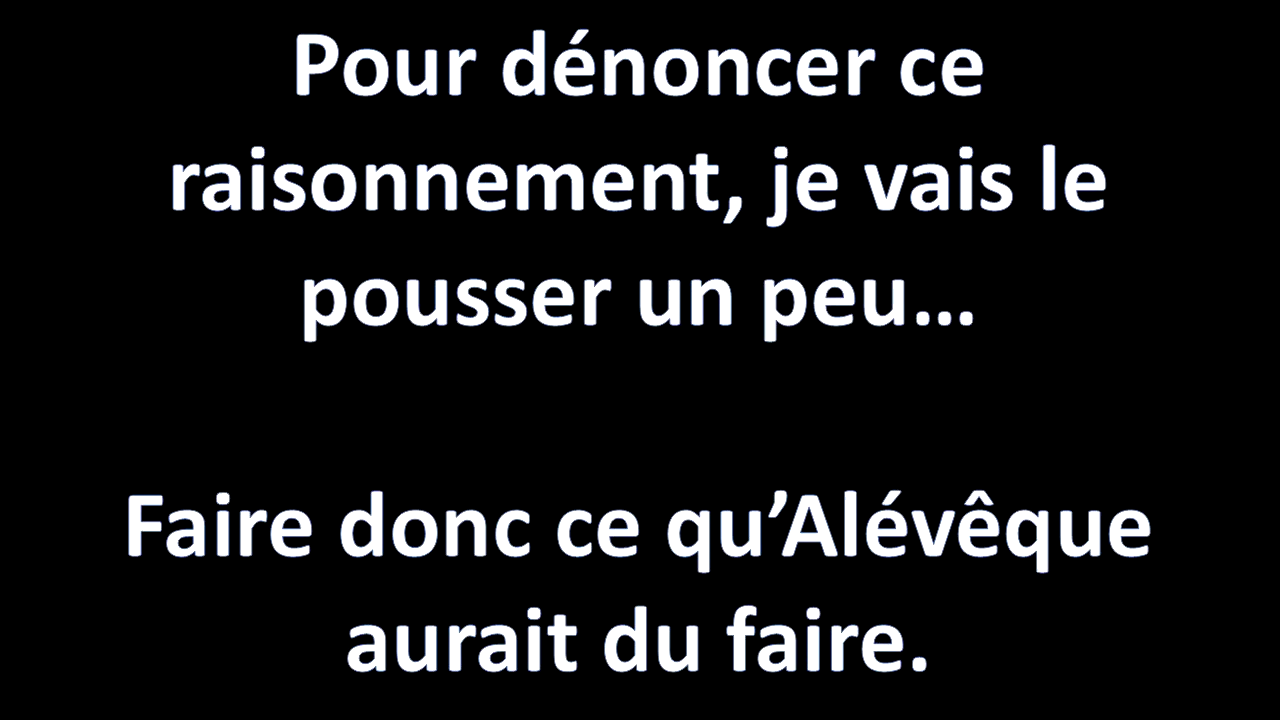 Pour dénoncer ce
raisonnement, je vais le
pousser un peu...
Faire donc ce qu’Alévêque
aurait du faire.